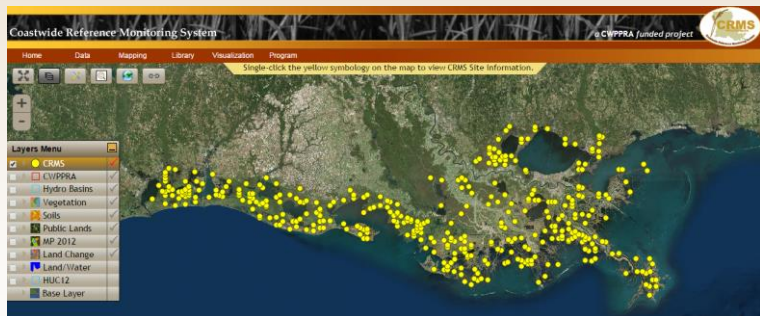 Coastwide Reference Monitoring System
a CWPPRA funded project
CRMS
Home Data Mapping Library Visualization Program
Single-click the yellow symbology on the map to view CRMS Site Information.
+
-
Layers Menu
CRMS
CWPPRA
Hydro Basins
Vegetation
Soils
Public Lands
MP 2012
Land Change
Land/Water
HUC12
Base Layer